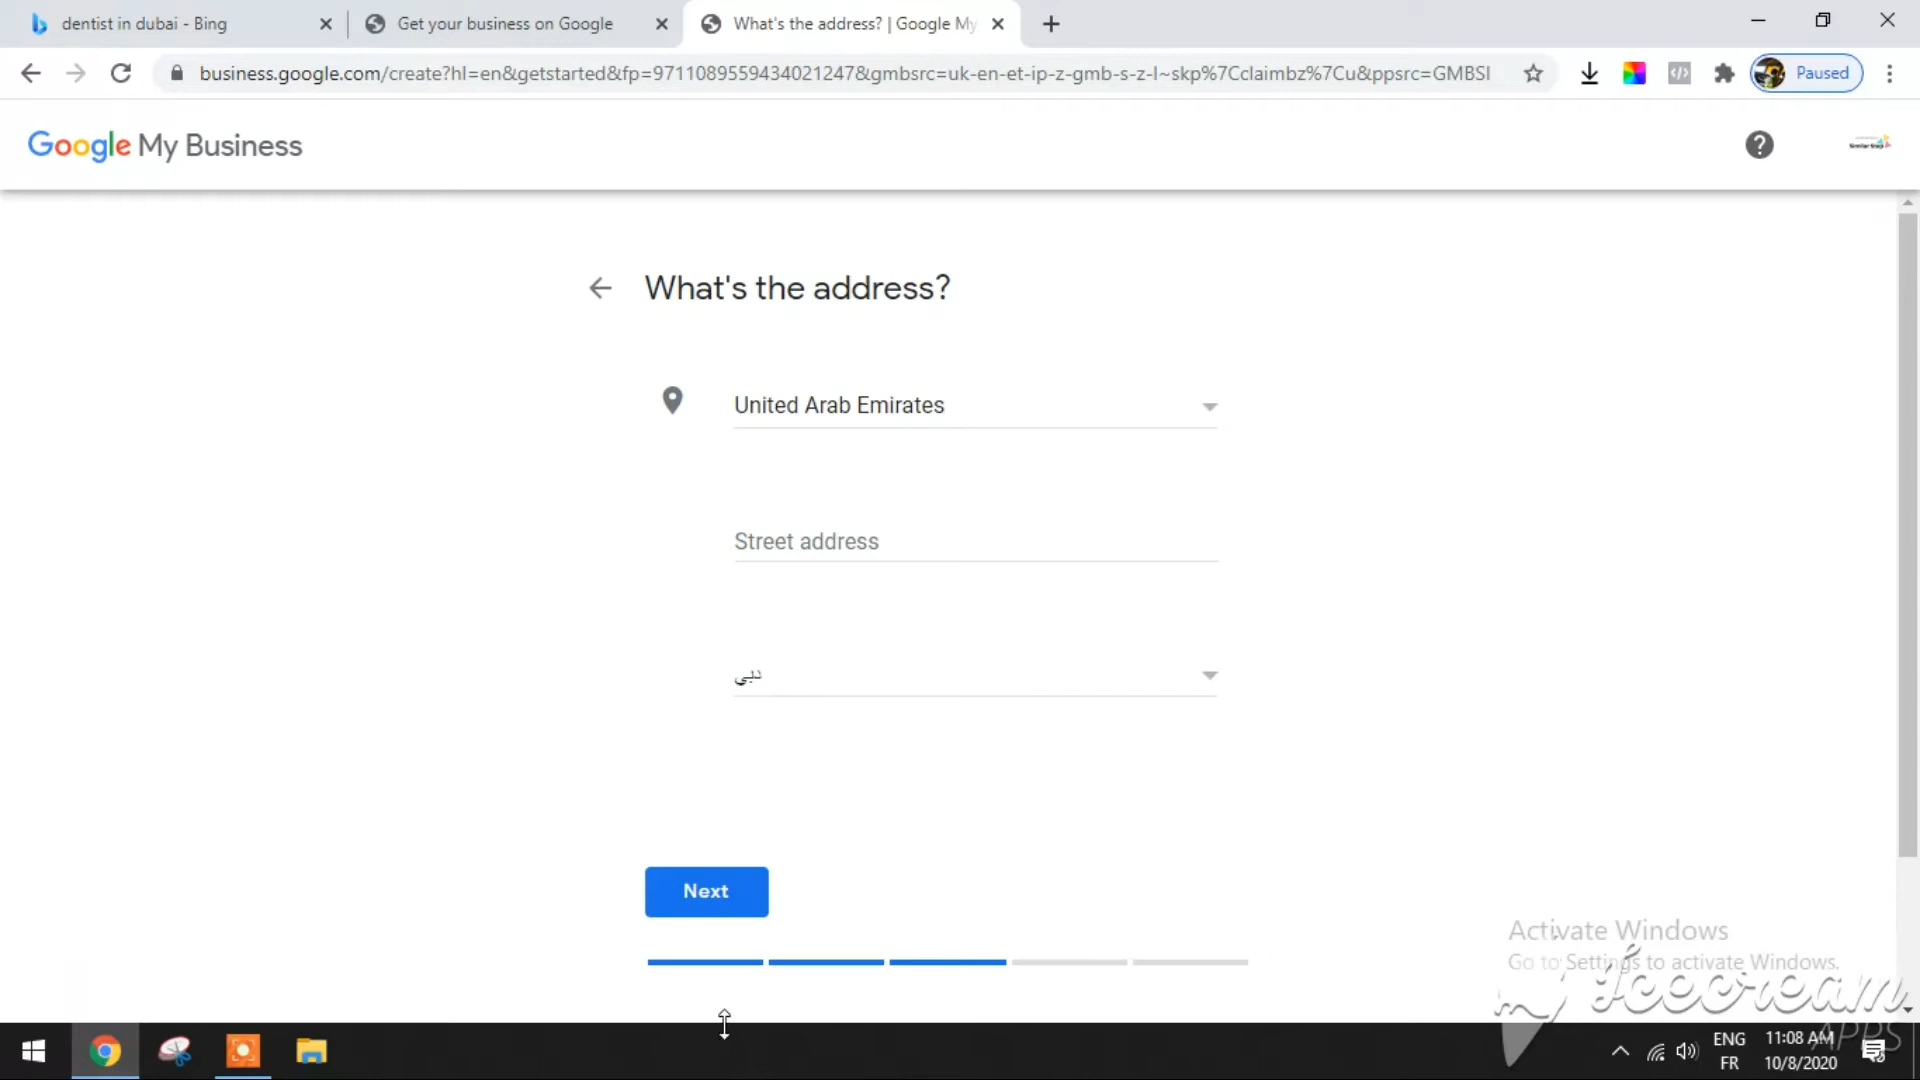 dentist in dubai - Bing
Get your business on Google
What's the address? | Google My
business.google.com/create?hl=en&getstarted&fp=9711089559434021247&gmbsrc=uk-en-et-ip-z-gmb-s-z-l~skp%7Cclaimbz%7Cu&ppsrc=GMBSI
Paused
Google My Business
What's the address?
United Arab Emirates
Street address
دبي
Next
Activate Windows
Go to Settings to activate Windows.
Icecream
APPS
ENG
FR
11:08 AM
10/8/2020